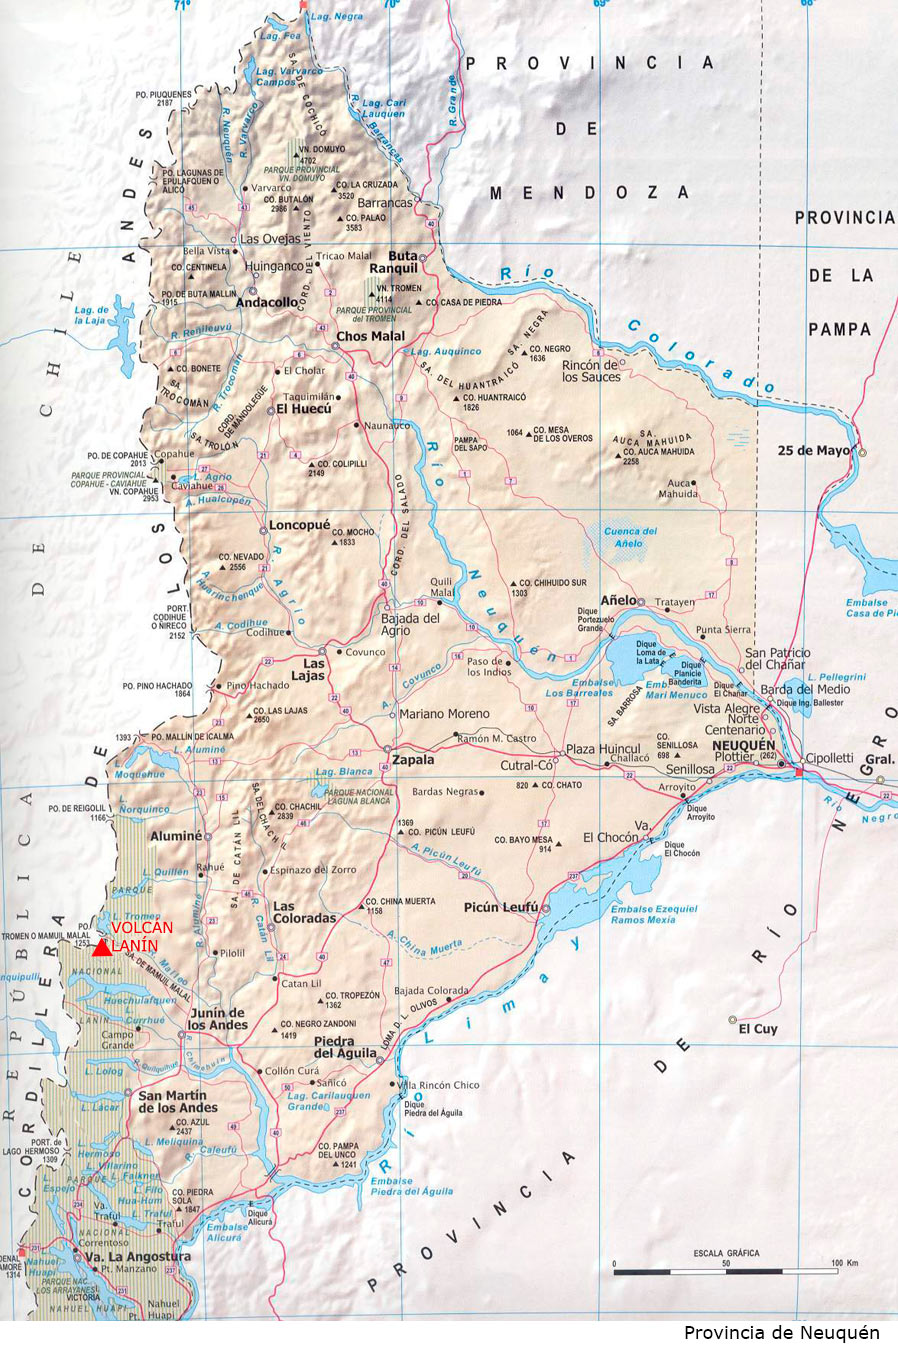 71°
70°
69°
68°
Lag. Negra
Lag. Fea
Lag. Varvarco
Campos
SA. DE COCHICO
PO. PIUQUENES
2187
R. Neuquén
R. Varvarco
Lag. Cari
Lauquen
R. Barrancas
R. Grande
PROVINCIA
DE
MENDOZA
PROVINCIA
DE LA
PAMPA
VN. DOMUYO
4702
PARQUE PROVINCIAL
VN. DOMUYO
PO. LAGUNAS DE
EPULAFQUEN O
ALICO
Varvarco
CO. LA CRUZADA
3520
Barrancas
CO. BUTALÓN
2986
CO. PALAO
3583
CORD. DEL VIENTO
Las Ovejas
Bella Vista
Tricao Malal
Buta
Ranquil
CO. CENTINELA
Huinganco
PO. DE BUTA MALLIN
1915
Andacollo
VN. TROMEN
4114
CO. CASA DE PIEDRA
PARQUE PROVINCIAL
del TROMEN
Río Colorado
Lag. de
la Laja
R. Reñileuvú
Chos Malal
Lag. Auquinco
SA. NEGRA
CO. NEGRO
1636
Rincón de
los Sauces
CO. BONETE
El Cholar
R. Trocomán
SA. DEL HUANTRAICÓ
SA.
TROCOMÁN
CORD.
DE MANDOLEGUE
Taquimilán
El Huecú
CO. HUANTRAICÓ
1826
SA. TROLÓN
Naunauco
1064
CO. MESA
DE LOS OVEROS
PAMPA
DEL SAPO
SA.
AUCA MAHUIDA
CO. AUCA MAHUIDA
2258
25 de Mayo
PO. DE COPAHUE
2013
Copahue
PARQUE PROVINCIAL
COPAHUE - CAVIAHUE
VN. COPAHUE
2953
Caviahue
L. Agrio
A. Hualcupén
CO. COLIPILLI
2149
Auca
Mahuida
CORD. DEL SALADO
Río Neuquén
Loncopué
CO. MOCHO
1833
Cuenca del
Añelo
CO. NEVADO
2556
A. Huarinchenque
R. Agrio
Quili
Malal
CO. CHIHUIDO SUR
1303
Embalse
Casa de Pie
PORT.
CODIHUE
O ÑIRECO
2152
A. Codihue
Codihue
Bajada del
Agrio
Añelo
Tratayen
Dique
Portezuelo
Grande
Punta Sierra
Las
Lajas
Covunco
A. Covunco
Paso de
los Indios
Dique
Loma de
la Lata
Dique
Planicie
Banderita
San Patricio
del Chañar
PO. PINO HACHADO
1864
Pino Hachado
Embalse
Los Barreales
Emb.
Mari Menuco
Dique
El Chañar
L. Pellegrini
Barda del Medio
Dique Ing. Ballester
SA. BARROSA
Vista Alegre
Norte
Centenario
CO. LAS LAJAS
2650
Mariano Moreno
1393
PO. MALLÍN DE ICALMA
L. Aluminé
Ramón M. Castro
Zapala
Plaza Huincul
Cutral-Có
Challacó
CO.
SENILLOSA
698
NEUQUÉN
(262)
Plottier
Cipolletti
Gral.
Senillosa
L.
Moquehue
Lag. Blanca
PARQUE NACIONAL
LAGUNA BLANCA
Bardas Negras
820
CO. CHATO
Arroyito
Dique
Arroyito
Río
Negro
PO. DE REIGOLIL
1166
L.
Ñorquinco
SA. DEL CHACHIL
CO. CHACHIL
2839
Aluminé
SA. DE CATÁN LIL
1369
CO. PICÚN LEUFÚ
CO. BAYO MESA
914
Va.
El Chocón
Dique
El Chocón
A. Picún Leufú
L. Quillén
Rahué
Espinazo del Zorro
PARQUE
R. Aluminé
L. Tromen
PO.
TROMEN O MAMUIL MALAL
1253
VOLCÁN
LANÍN
Las
Coloradas
R. Catán Lil
CO. CHINA MUERTA
1158
Picún Leufú
Embalse Ezequiel
Ramos Mexía
A. China Muerta
Pilolil
SA. DE MAMUIL MALAL
NACIONAL
L.
Huechulafquen
Catan Lil
Bajada Colorada
CO. TROPEZÓN
1362
L.
Currhue
LANÍN
Campo
Grande
Junín de
los Andes
CO. NEGRO ZANDONI
1419
Piedra
del Águila
LOMA D. L. OLIVOS
Río Limay
El Cuy
R. Chimehuín
R. Quilquihue
L. Lolog
Collón Curá
Sañicó
Villa Rincón Chico
Lag. Carilauquen
Grande
Dique
Piedra del Águila
San Martín
de los Andes
L. Lácar
CO. AZUL
2437
PORT. de
LAGO HERMOSO
1309
L.
Hermoso
L. Meliquina
R. Caleufú
CO. PAMPA
DEL UNCO
1241
L. Villarino
L. Falkner
PARQUE
L.
Espejo
L. Filo
Hua-Hum
CO. PIEDRA
SOLA
1847
Embalse
Piedra del Águila
Va.
Traful
L. Traful
Traful
Dique
Alicurá
Embalse
Alicurá
NACIONAL
Correntoso
Va. La Angostura
Pt. Manzano
L.
Nahuel
Huapi
PARQUE NAC.
LOS ARRAYANES
VICTORIA
NAHUEL HUAPI
Nahuel
Huapi
1314
REPÚBLICA DE CHILE
CORDILLERA DE LOS ANDES
PROVINCIA DE RÍO NEGRO
ESCALA GRÁFICA
0
50
100 Km
Provincia de Neuquén